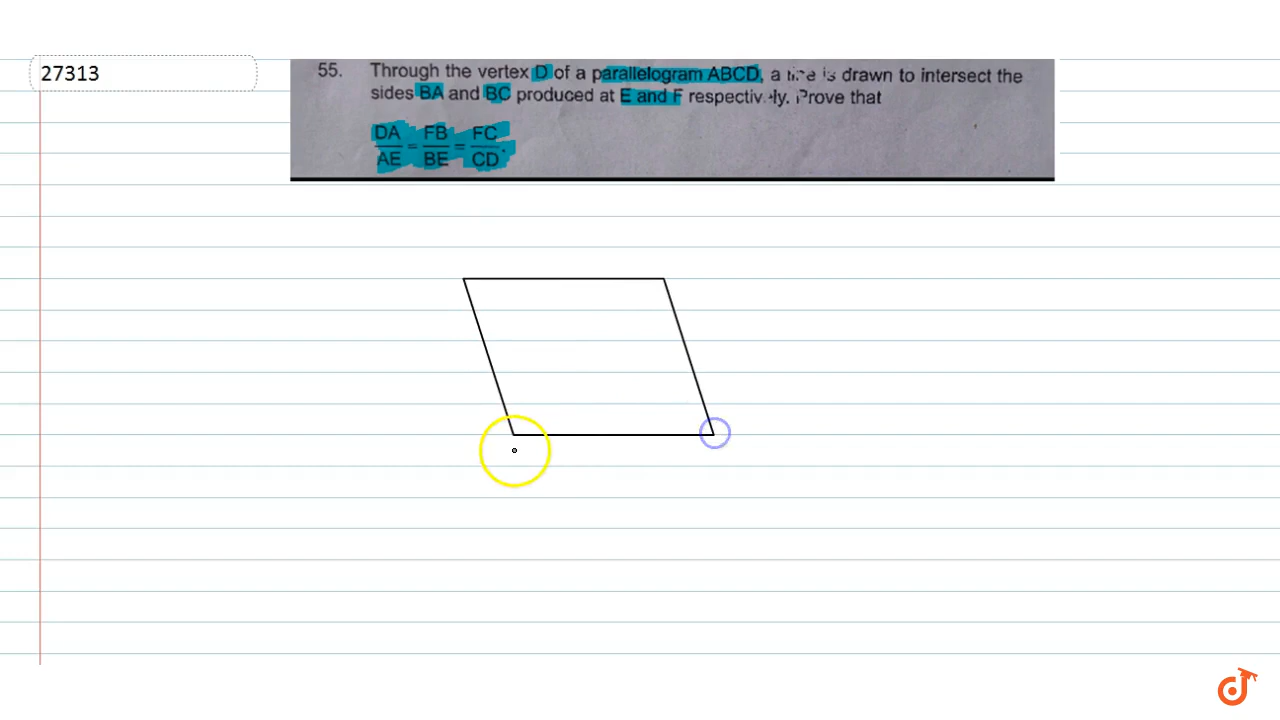 27313
55. Through the vertex D of a parallelogram ABCD, a line is drawn to intersect the
sides BA and BC produced at E and F respectively. Prove that
DA/AE = FB/BE = FC/CD.